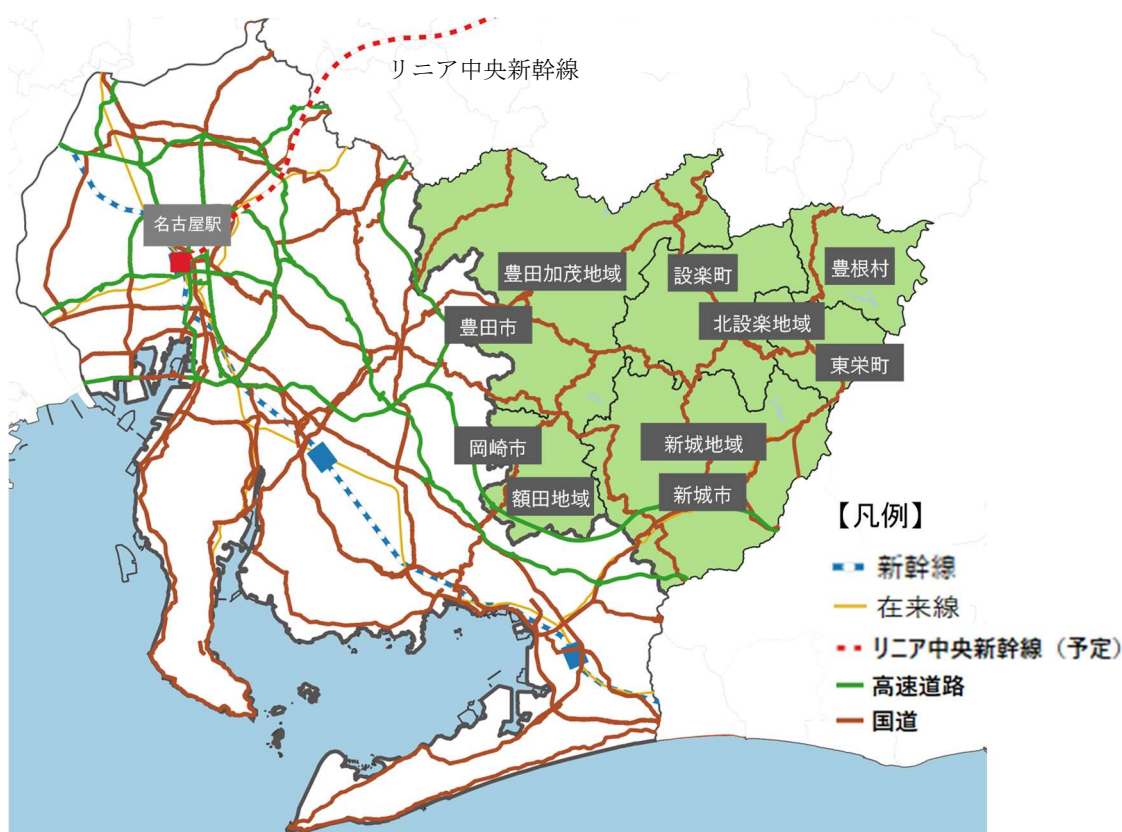 リニア中央新幹線
名古屋駅
豊田加茂地域
設楽町
豊根村
北設楽地域
豊田市
東栄町
岡崎市
新城地域
額田地域
新城市
【凡例】
新幹線
在来線
リニア中央新幹線（予定）
高速道路
国道